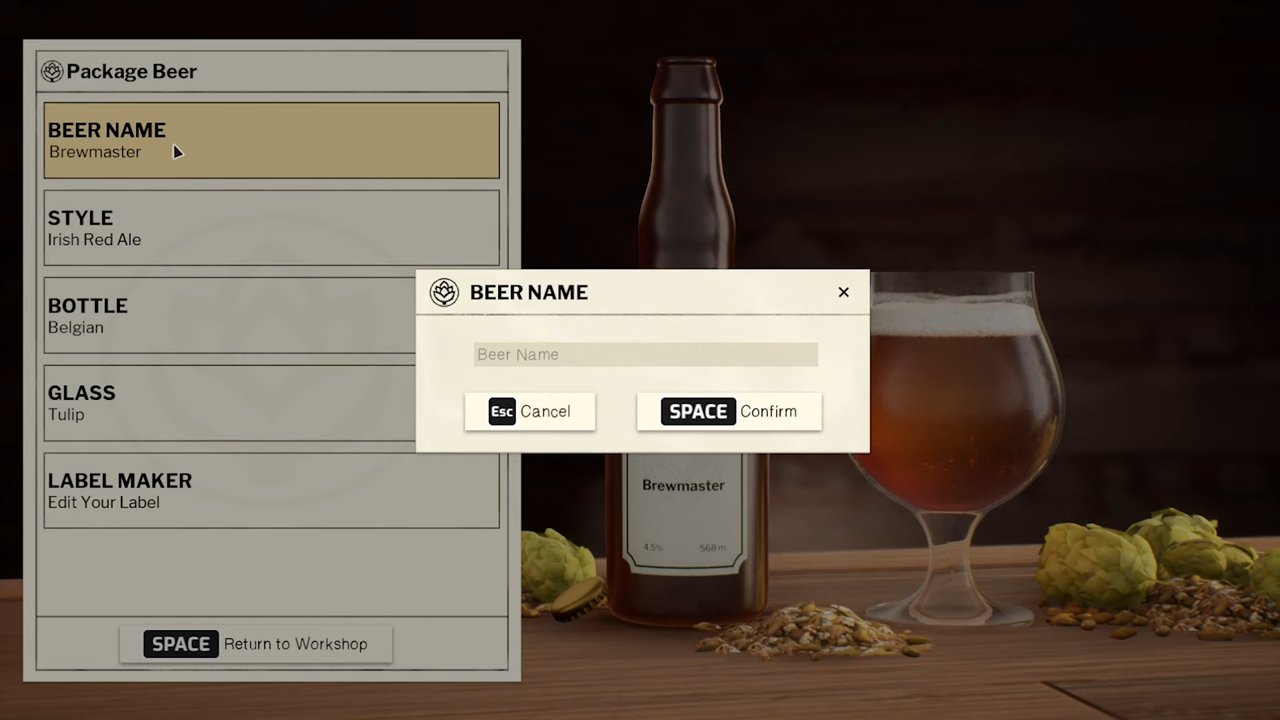 Package Beer
BEER NAME
Brewmaster
STYLE
Irish Red Ale
BOTTLE
Belgian
GLASS
Tulip
LABEL MAKER
Edit Your Label
SPACE Return to Workshop
BEER NAME
Beer Name
Esc Cancel
SPACE Confirm
Brewmaster
4.5% 568 m